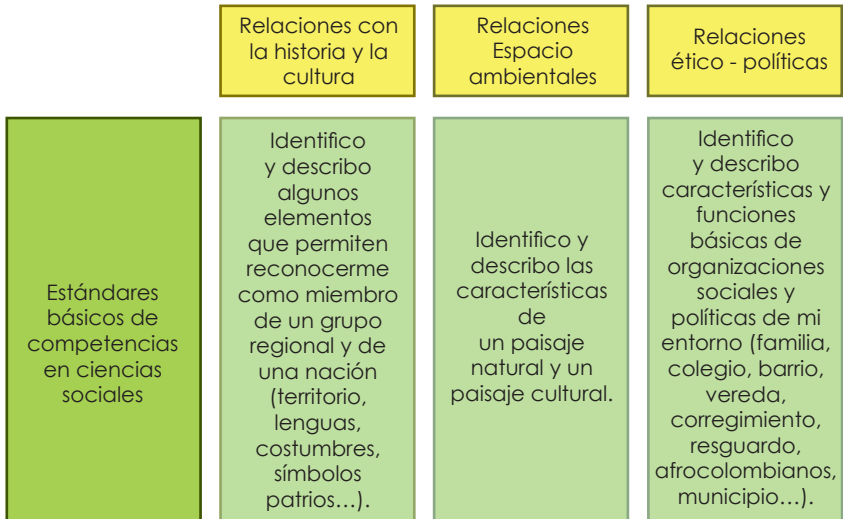 Relaciones con
la historia y la
cultura
Relaciones
Espacio
ambientales
Relaciones
ético - políticas
Estándares
básicos de
competencias
en ciencias
sociales
Identifico
y describo
algunos
elementos
que permiten
reconocerme
como miembro
de un grupo
regional y de
una nación
(territorio,
lenguas,
costumbres,
símbolos
patrios…).
Identifico y
describo las
características
de
un paisaje
natural y un
paisaje cultural.
Identifico
y describo
características y
funciones
básicas de
organizaciones
sociales y
políticas de mi
entorno (familia,
colegio, barrio,
vereda,
corregimiento,
resguardo,
afrocolombianos,
municipio…).